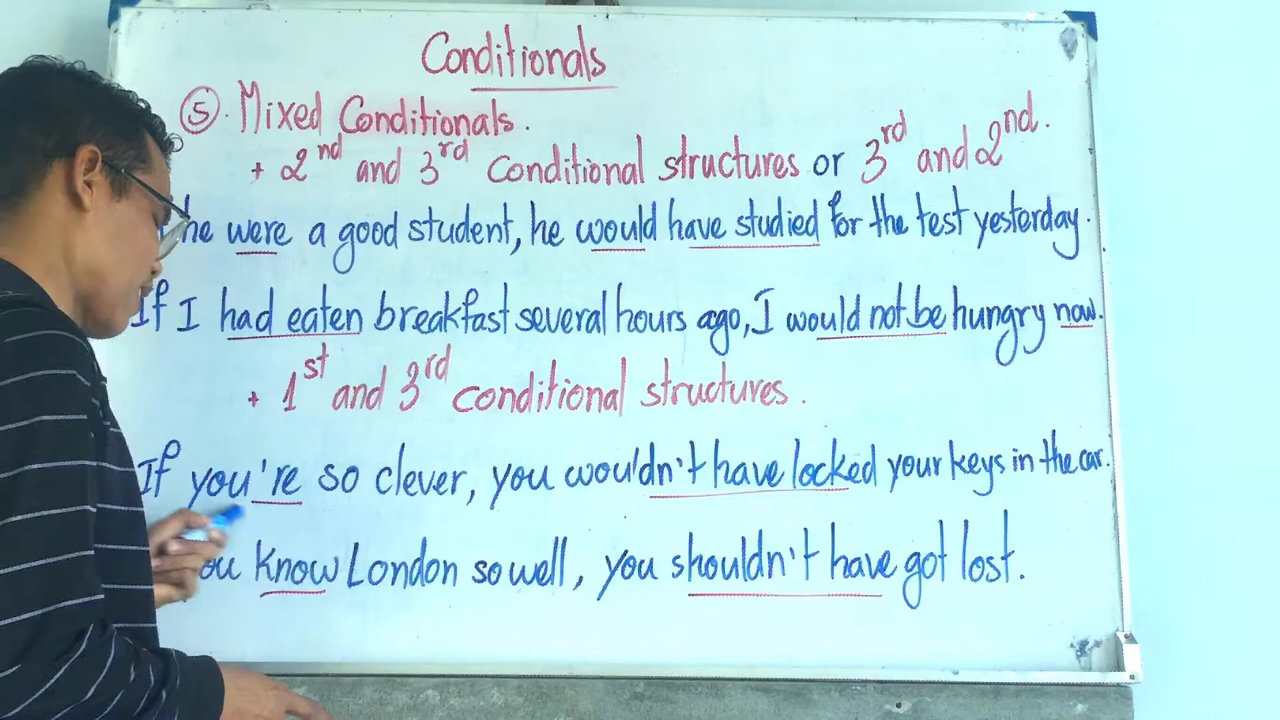 Conditionals
⑤. Mixed Conditionals.
+ 2nd and 3rd conditional structures or 3rd and 2nd.
he were a good student, he would have studied for the test yesterday.
If I had eaten breakfast several hours ago, I would not be hungry now.
+ 1st and 3rd conditional structures.
If you're so clever, you wouldn't have locked your keys in the car.
know London so well, you shouldn't have got lost.